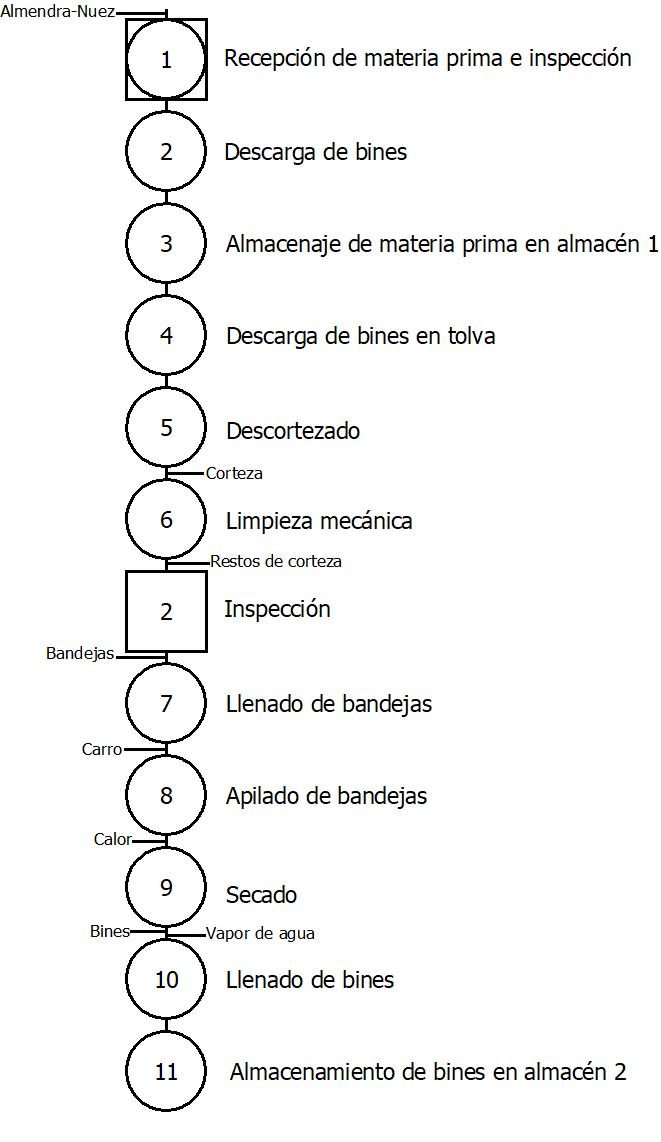 Almendra-Nuez
1 Recepción de materia prima e inspección
2 Descarga de bines
3 Almacenaje de materia prima en almacén 1
4 Descarga de bines en tolva
5 Descortezado
Corteza
6 Limpieza mecánica
Restos de corteza
2 Inspección
Bandejas
7 Llenado de bandejas
Carro
8 Apilado de bandejas
Calor
9 Secado
Bines Vapor de agua
10 Llenado de bines
11 Almacenamiento de bines en almacén 2